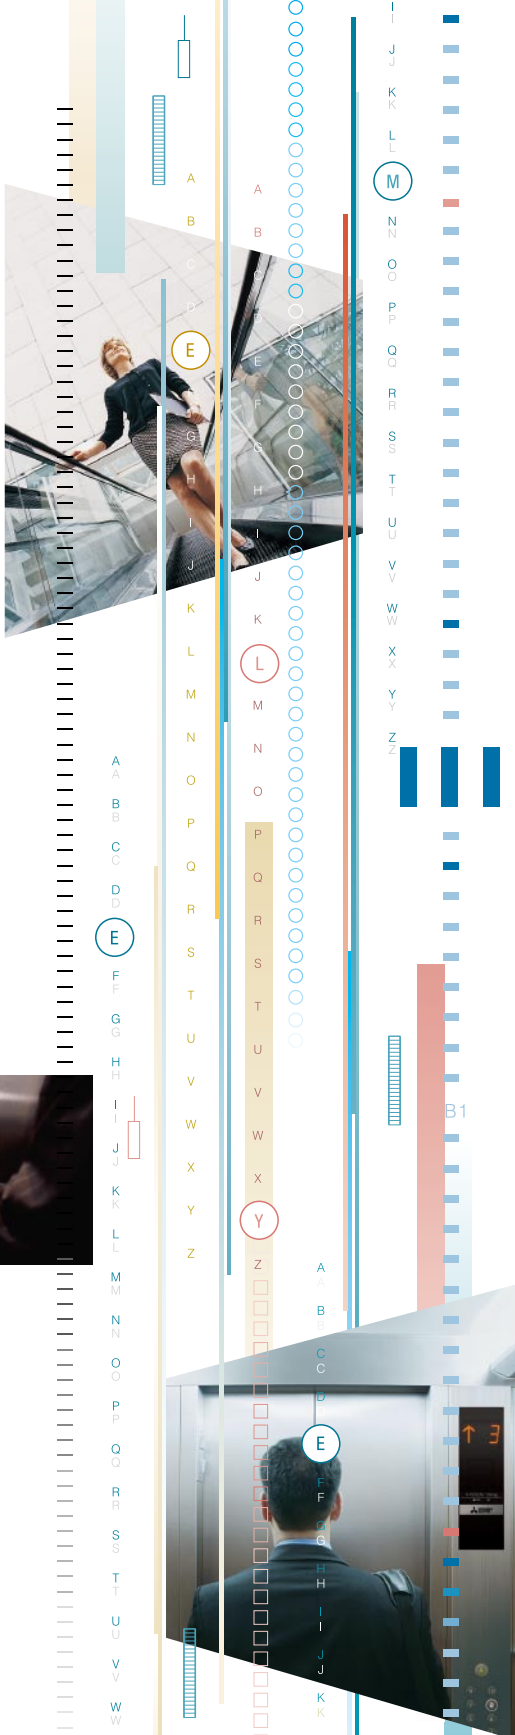 A A B B C C D D E F F G G H H I I J J K K L L M M N N O O P P Q Q R R S S T T U U V V W W
A B C D E G H I J K L M N O P Q R S T U V W X Y Z
A B C D E F G H I J K L M N O P Q R S T U V W X Y Z
A A B B C C D E F F G G H H I I J J K K
I I J J K K L L M N N O O P P Q Q R R S S T T U U V V W W X X Y Y Z Z
B1
↑ 3